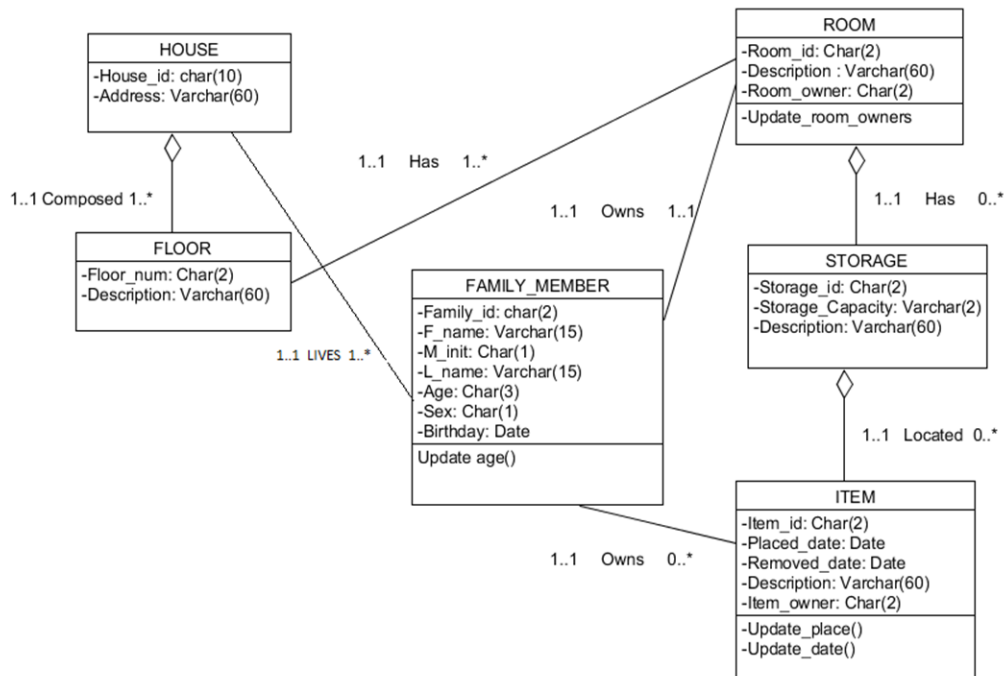 HOUSE
-House_id: char(10)
-Address: Varchar(60)
1..1 Composed 1..*
FLOOR
-Floor_num: Char(2)
-Description: Varchar(60)
1..1 Has 1..*
1..1 LIVES 1..*
FAMILY_MEMBER
-Family_id: char(2)
-F_name: Varchar(15)
-M_init: Char(1)
-L_name: Varchar(15)
-Age: Char(3)
-Sex: Char(1)
-Birthday: Date
Update age()
1..1 Owns 1..1
1..1 Owns 0..*
ROOM
-Room_id: Char(2)
-Description : Varchar(60)
-Room_owner: Char(2)
-Update_room_owners
1..1 Has 0..*
STORAGE
-Storage_id: Char(2)
-Storage_Capacity: Varchar(2)
-Description: Varchar(60)
1..1 Located 0..*
ITEM
-Item_id: Char(2)
-Placed_date: Date
-Removed_date: Date
-Description: Varchar(60)
-Item_owner: Char(2)
-Update_place()
-Update_date()